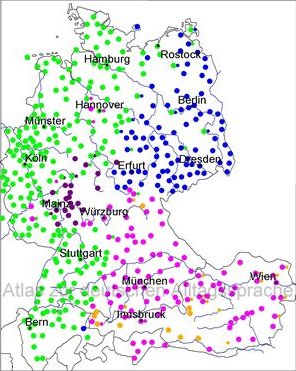 Rostock
Hamburg
Hannover
Berlin
Münster
Köln
Erfurt
Dresden
Mainz
Würzburg
Stuttgart
Wien
München
Atlas zur deutschen Alltagssprache
Innsbruck
Bern